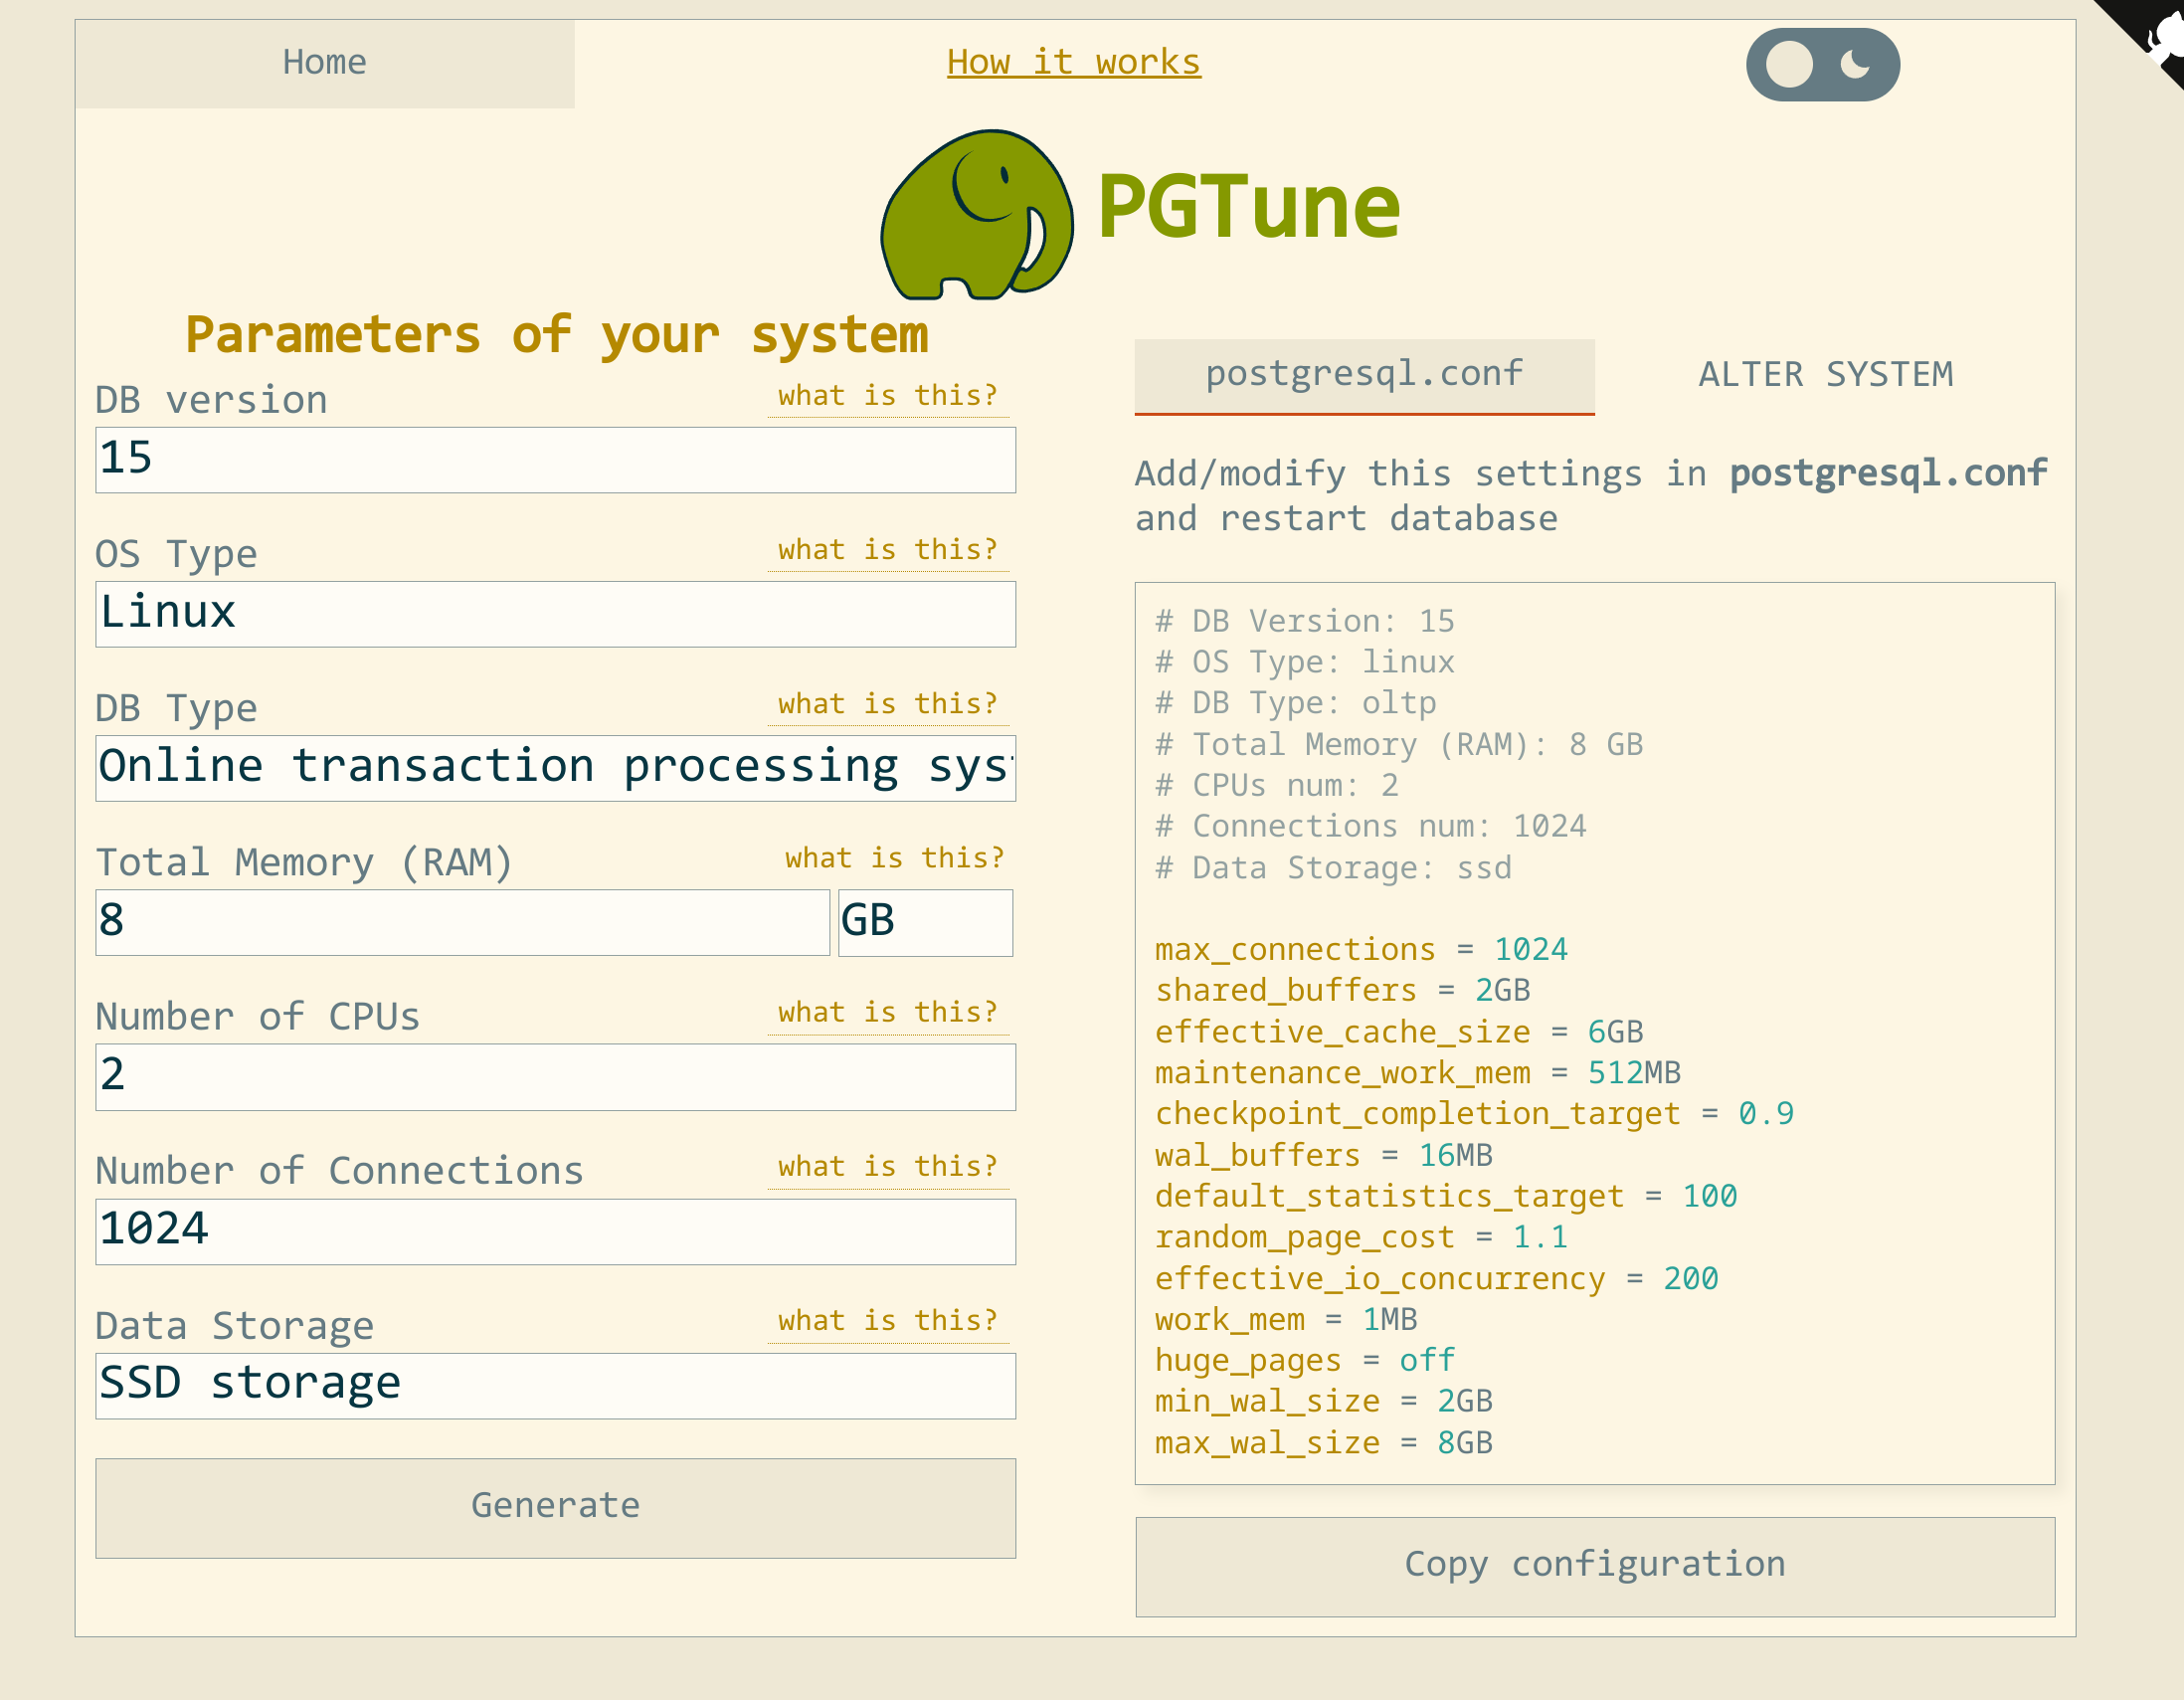 Home
How it works
PGTune
Parameters of your system
DB version
what is this?
15
OS Type
what is this?
Linux
DB Type
what is this?
Online transaction processing sys
Total Memory (RAM)
what is this?
8
GB
Number of CPUs
what is this?
2
Number of Connections
what is this?
1024
Data Storage
what is this?
SSD storage
Generate
postgresql.conf
ALTER SYSTEM
Add/modify this settings in postgresql.conf
and restart database
# DB Version: 15
# OS Type: linux
# DB Type: oltp
# Total Memory (RAM): 8 GB
# CPUs num: 2
# Connections num: 1024
# Data Storage: ssd
max_connections = 1024
shared_buffers = 2GB
effective_cache_size = 6GB
maintenance_work_mem = 512MB
checkpoint_completion_target = 0.9
wal_buffers = 16MB
default_statistics_target = 100
random_page_cost = 1.1
effective_io_concurrency = 200
work_mem = 1MB
huge_pages = off
min_wal_size = 2GB
max_wal_size = 8GB
Copy configuration